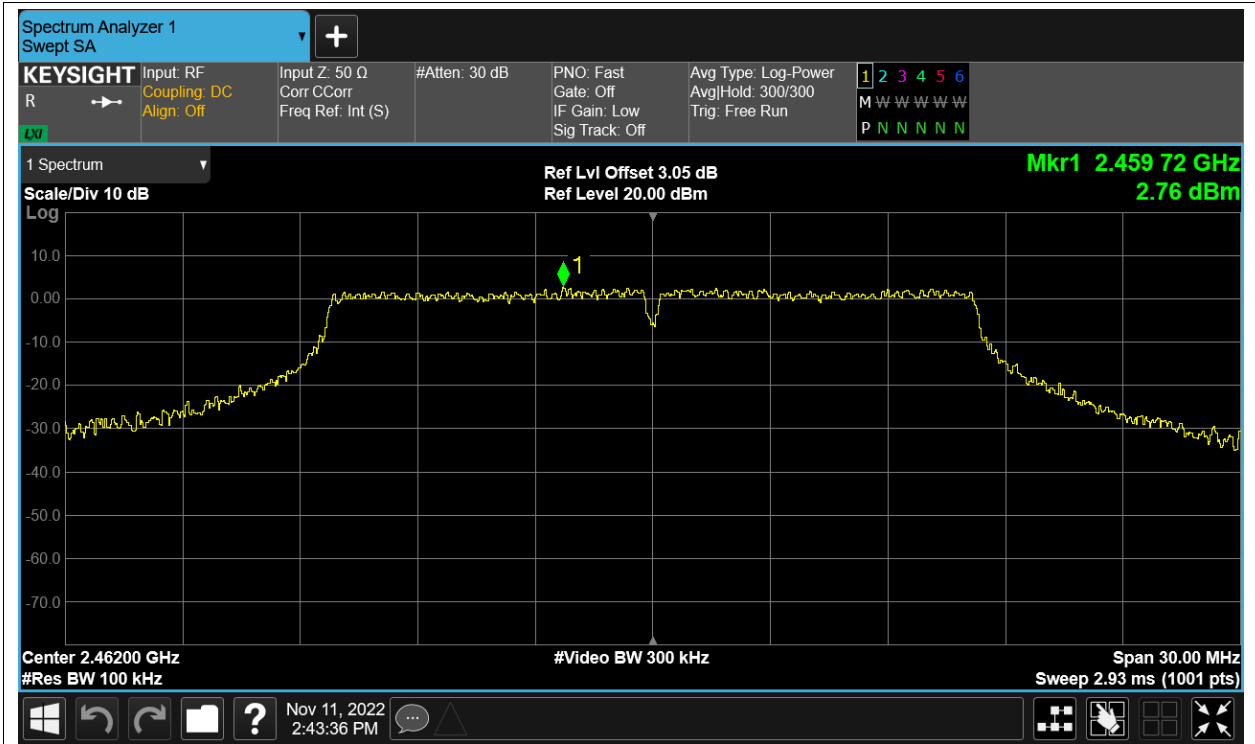 Spectrum Analyzer 1
Swept SA
KEYSIGHT
R
LXI
Input: RF
Coupling: DC
Align: Off
Input Z: 50 Ω
Corr CCorr
Freq Ref: Int (S)
#Atten: 30 dB
PNO: Fast
Gate: Off
IF Gain: Low
Sig Track: Off
Avg Type: Log-Power
Avg|Hold: 300/300
Trig: Free Run
1 2 3 4 5 6
M W W W W W
P N N N N N
1 Spectrum
Scale/Div 10 dB
Log
Ref Lvl Offset 3.05 dB
Ref Level 20.00 dBm
Mkr1 2.459 72 GHz
2.76 dBm
1
10.0
0.00
-10.0
-20.0
-30.0
-40.0
-50.0
-60.0
-70.0
Center 2.46200 GHz
#Res BW 100 kHz
#Video BW 300 kHz
Span 30.00 MHz
Sweep 2.93 ms (1001 pts)
?
Nov 11, 2022
2:43:36 PM